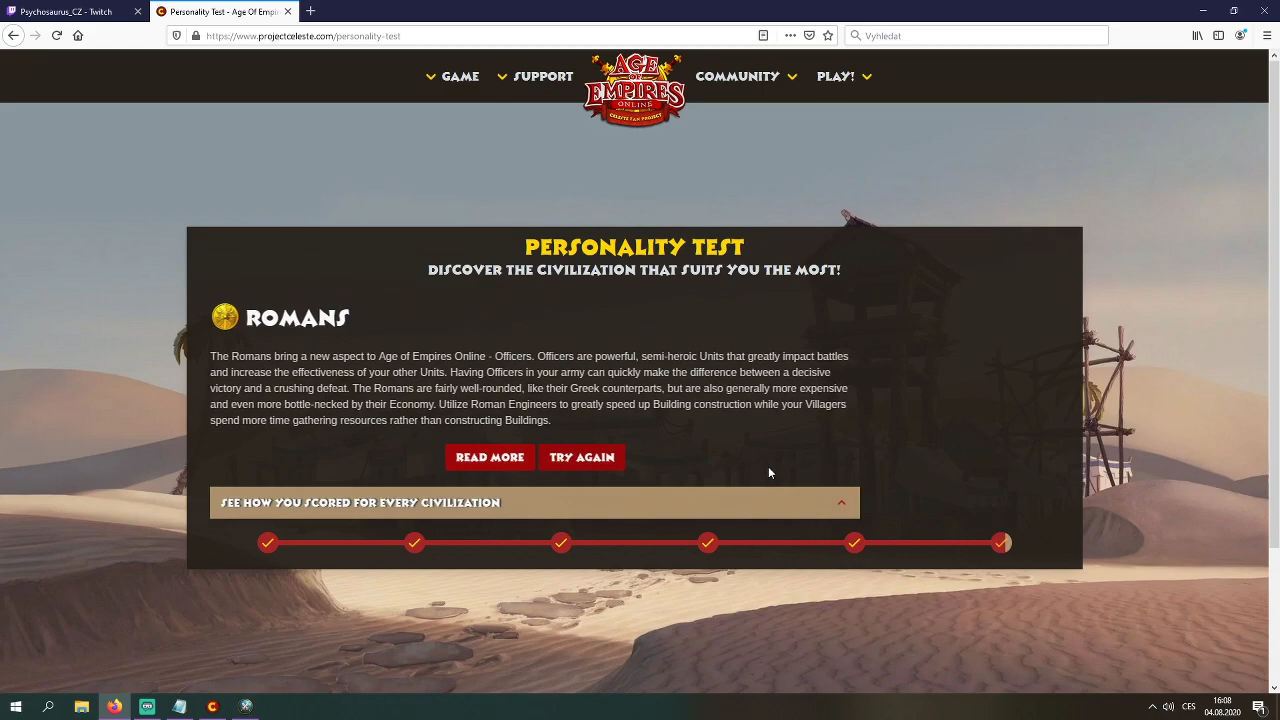 Psychosaurus_CZ - Twitch
Personality Test - Age Of Empir
https://www.projectceleste.com/personality-test
Vyhledat
GAME
SUPPORT
AGE OF EMPIRES ONLINE
CELESTE FAN PROJECT
COMMUNITY
PLAY!
PERSONALITY TEST
DISCOVER THE CIVILIZATION THAT SUITS YOU THE MOST!
ROMANS
The Romans bring a new aspect to Age of Empires Online - Officers. Officers are powerful, semi-heroic Units that greatly impact battles
and increase the effectiveness of your other Units. Having Officers in your army can quickly make the difference between a decisive
victory and a crushing defeat. The Romans are fairly well-rounded, like their Greek counterparts, but are also generally more expensive
and even more bottle-necked by their Economy. Utilize Roman Engineers to greatly speed up Building construction while your Villagers
spend more time gathering resources rather than constructing Buildings.
READ MORE
TRY AGAIN
SEE HOW YOU SCORED FOR EVERY CIVILIZATION
CES
16:08
04.08.2020
1